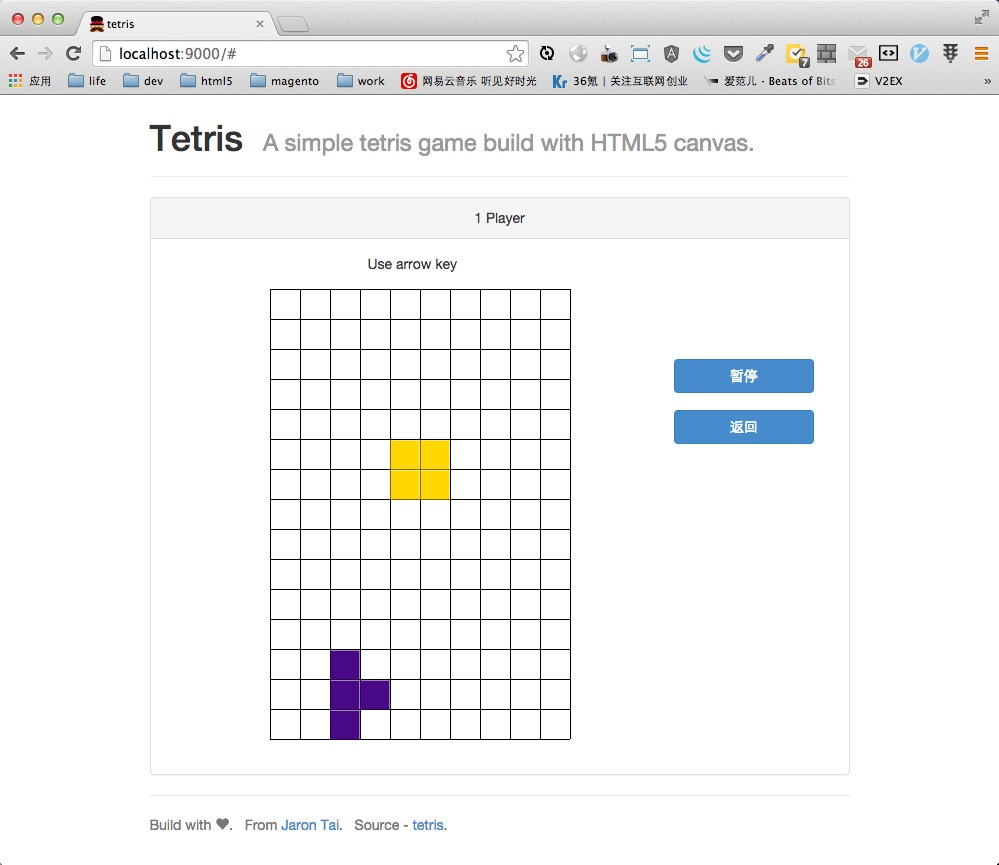 tetris
localhost:9000/#
7
26
应用 life dev html5 magento work 网易云音乐 听见好时光 Kr 36氪 | 关注互联网创业 爱范儿 · Beats of Bits V2EX »
Tetris A simple tetris game build with HTML5 canvas.
1 Player
Use arrow key
暂停
返回
Build with ♥. From Jaron Tai. Source - tetris.